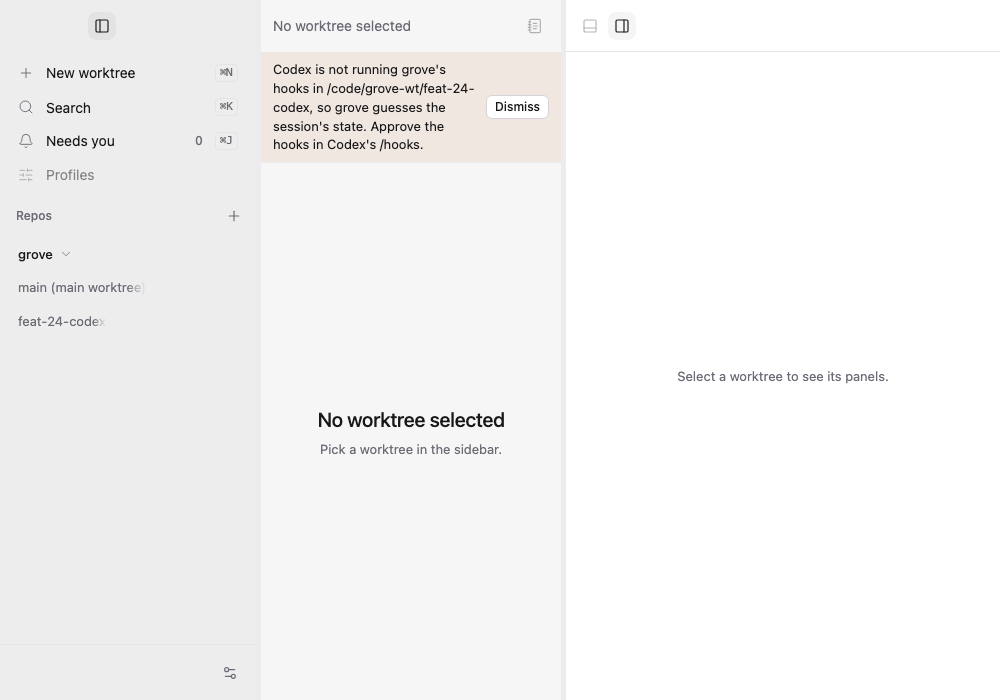 New worktree ⌘N
Search ⌘K
Needs you 0 ⌘J
Profiles
Repos
grove
main (main worktree)
feat-24-codex
No worktree selected
Codex is not running grove's
hooks in /code/grove-wt/feat-24-
codex, so grove guesses the
session's state. Approve the
hooks in Codex's /hooks.
Dismiss
No worktree selected
Pick a worktree in the sidebar.
Select a worktree to see its panels.